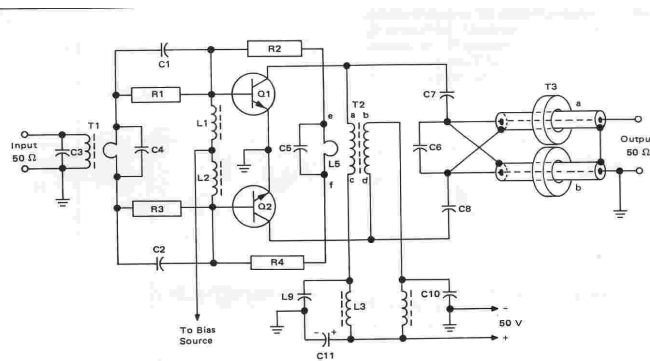 C1
R2
R1
Q1
L1
T1
Input
50 Ω
C3
C4
L2
R3
Q2
C2
R4
To Bias
Source
e
C5
L5
f
T2
a b
c d
C7
C6
C8
T3
a
b
Output
50 Ω
L9
L3
C10
C11
− +
−
50 V
+